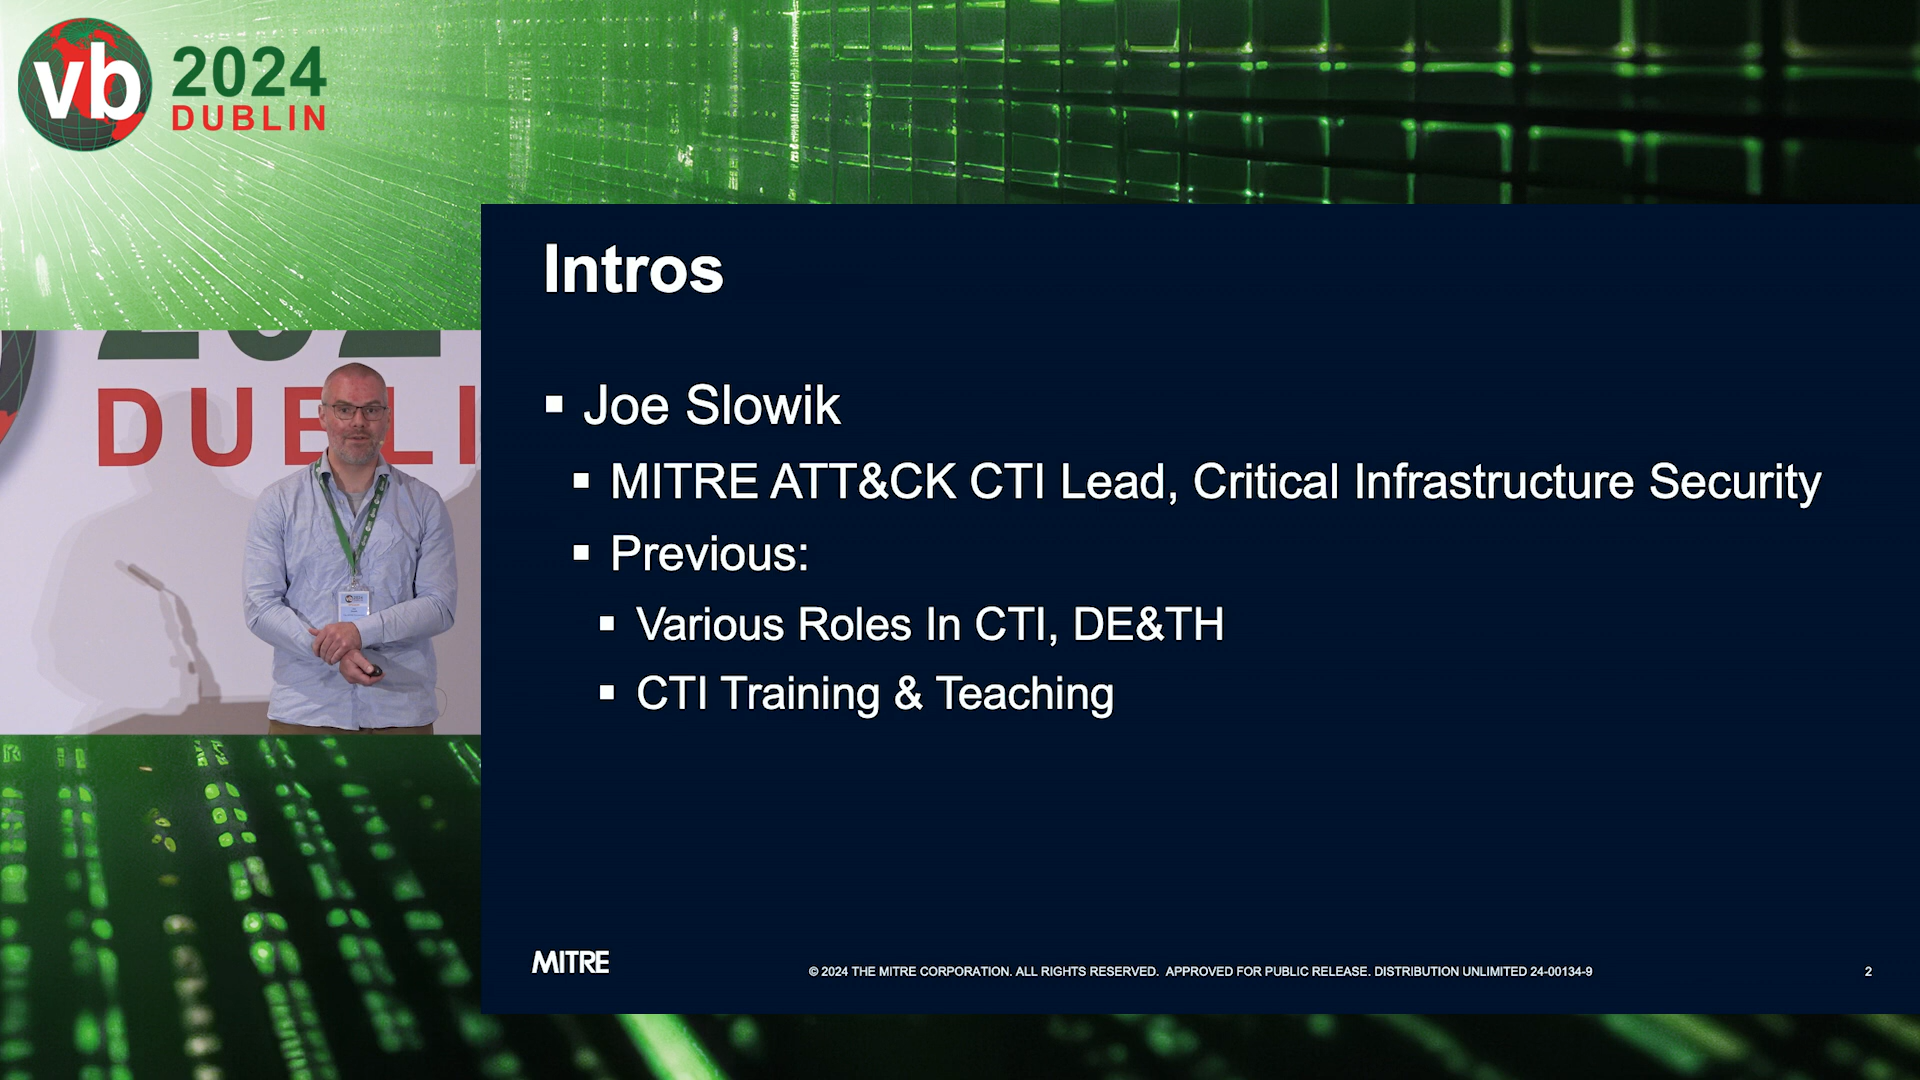 vb
2024
DUBLIN
Intros
Joe Slowik
MITRE ATT&CK CTI Lead, Critical Infrastructure Security
Previous:
Various Roles In CTI, DE&TH
CTI Training & Teaching
DUBLI
MITRE
© 2024 THE MITRE CORPORATION. ALL RIGHTS RESERVED. APPROVED FOR PUBLIC RELEASE. DISTRIBUTION UNLIMITED 24-00134-9
2